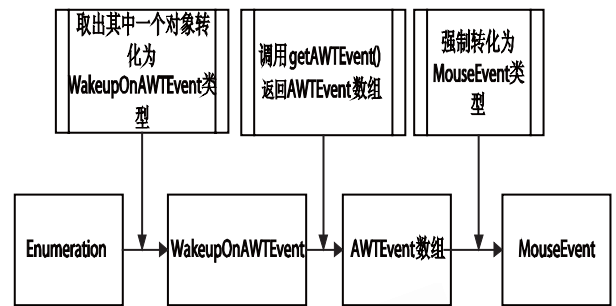 取出其中一个对象转
化为
WakeupOnAWTEvent类
型
调用getAWTEvent()
返回AWTEvent数组
强制转化为
MouseEvent类
型
Enumeration
WakeupOnAWTEvent
AWTEvent数组
MouseEvent